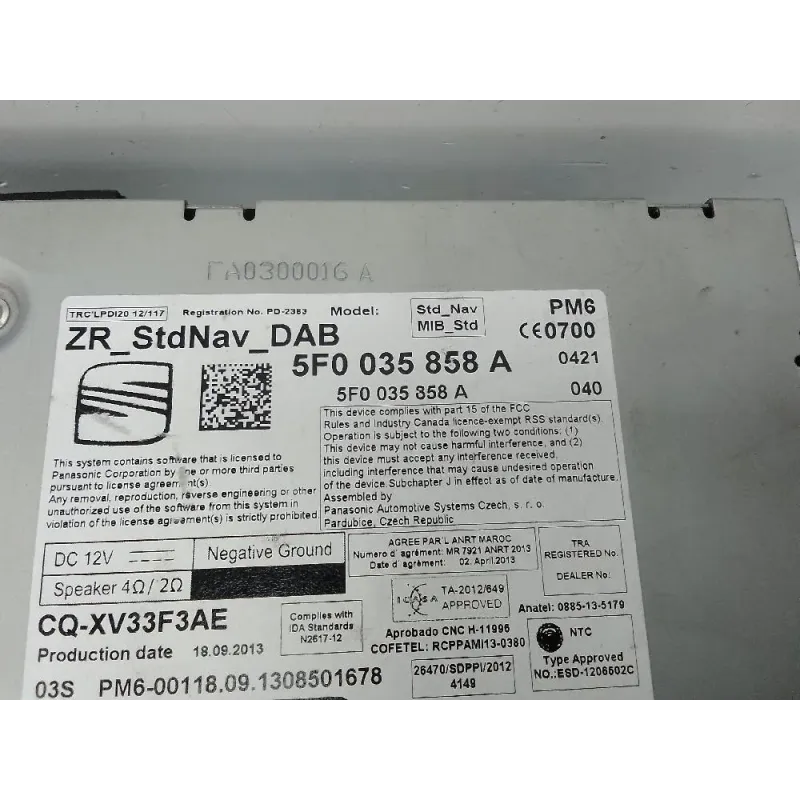 A0300016 A
TRC'LPDI20 12/117 Registration No. PD-2383 Model: Std_Nav PM6
MIB_Std
ZR_StdNav_DAB CE0700
5F0 035 858 A 0421
5F0 035 858 A 040
This device complies with part 15 of the FCC
Rules and Industry Canada licence-exempt RSS standard(s).
Operation is subject to the following two conditions: (1)
This device may not cause harmful interference, and (2)
this device must accept any interference received,
including interference that may cause undesired operation
of the device Subchapter J in effect as of date of manufacture.
Assembled by
Panasonic Automotive Systems Czech, s. r. o.
Pardubice, Czech Republic
This system contains software that is licensed to
Panasonic Corporation by one or more third parties
pursuant to license agreement(s)
Any removal, reproduction, reverse engineering or other
unauthorized use of the software from this system in
violation of the license agreement(s) is strictly prohibited.
DC 12V Negative Ground
Speaker 4Ω/2Ω
AGREE PAR L'ANRT MAROC
Numero d'agrément: MR 7921 ANRT 2013
Date d'agrément: 02. April.2013
TRA
REGISTERED No.
DEALER No.
ICASA TA-2012/649
APPROVED
Anatel: 0885-13-5179
CQ-XV33F3AE
Complies with
IDA Standards
N2617-12
Aprobado CNC H-11996
COFETEL: RCPPAMI13-0380
NTC
Type Approved
NO.:ESD-1206502C
Production date 18.09.2013
26470/SDPPI/2012
4149
03S PM6-00118.09.1308501678